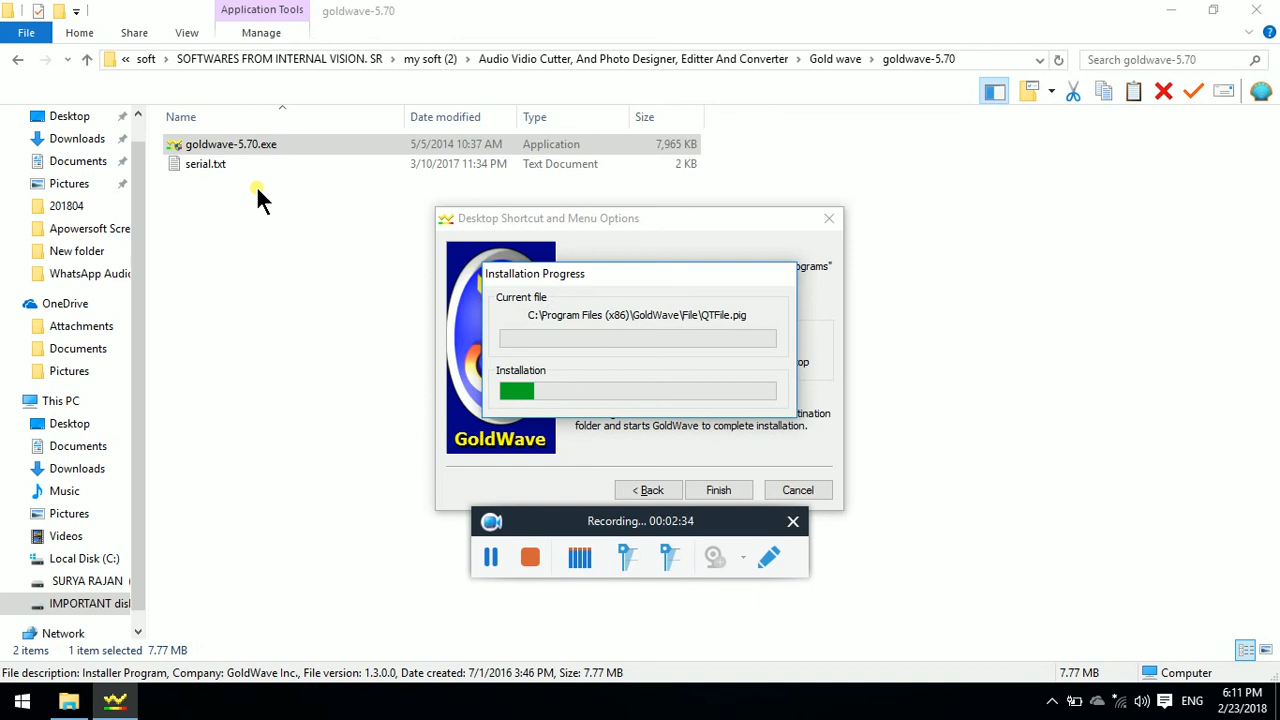 Application Tools
goldwave-5.70
File
Home
Share
View
Manage
« soft
SOFTWARES FROM INTERNAL VISION. SR
my soft (2)
Audio Vidio Cutter, And Photo Designer, Editter And Converter
Gold wave
goldwave-5.70
Search goldwave-5.70
Name
Date modified
Type
Size
goldwave-5.70.exe
5/5/2014 10:37 AM
Application
7,965 KB
serial.txt
3/10/2017 11:34 PM
Text Document
2 KB
Desktop
Downloads
Documents
Pictures
201804
Apowersoft Scre
New folder
WhatsApp Audio
OneDrive
Attachments
Documents
Pictures
This PC
Desktop
Documents
Downloads
Music
Pictures
Videos
Local Disk (C:)
SURYA RAJAN (
IMPORTANT disk
Network
Desktop Shortcut and Menu Options
ograms"
Installation Progress
Current file
C:\Program Files (x86)\GoldWave\File\QTFile.pig
Installation
op
tination
folder and starts GoldWave to complete installation.
GoldWave
< Back
Finish
Cancel
Recording... 00:02:34
2 items
1 item selected 7.77 MB
File description: Installer Program, Company: GoldWave Inc., File version: 1.3.0.0, Date created: 7/1/2016 3:46 PM, Size: 7.77 MB
7.77 MB
Computer
ENG
6:11 PM
2/23/2018